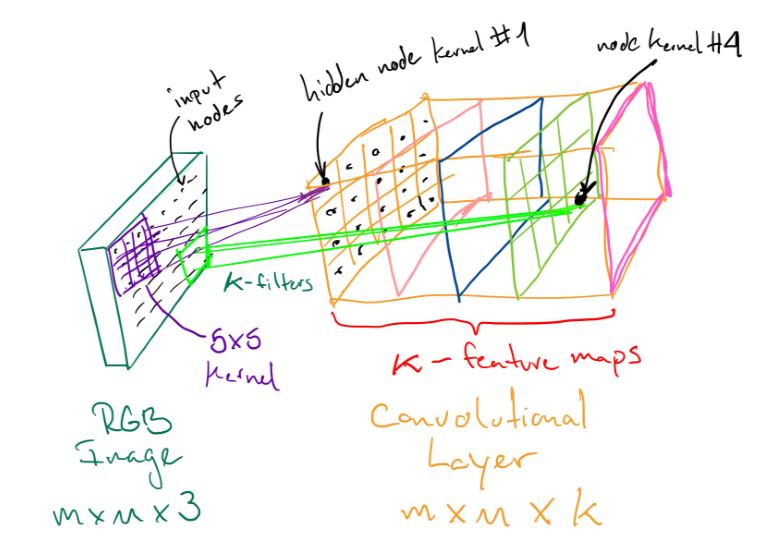 input
nodes
hidden node kernel #1
node kernel #4
K-filters
5x5
Kernel
K - feature maps
RGB
Image
m x n x 3
Convolutional
Layer
m x n x k